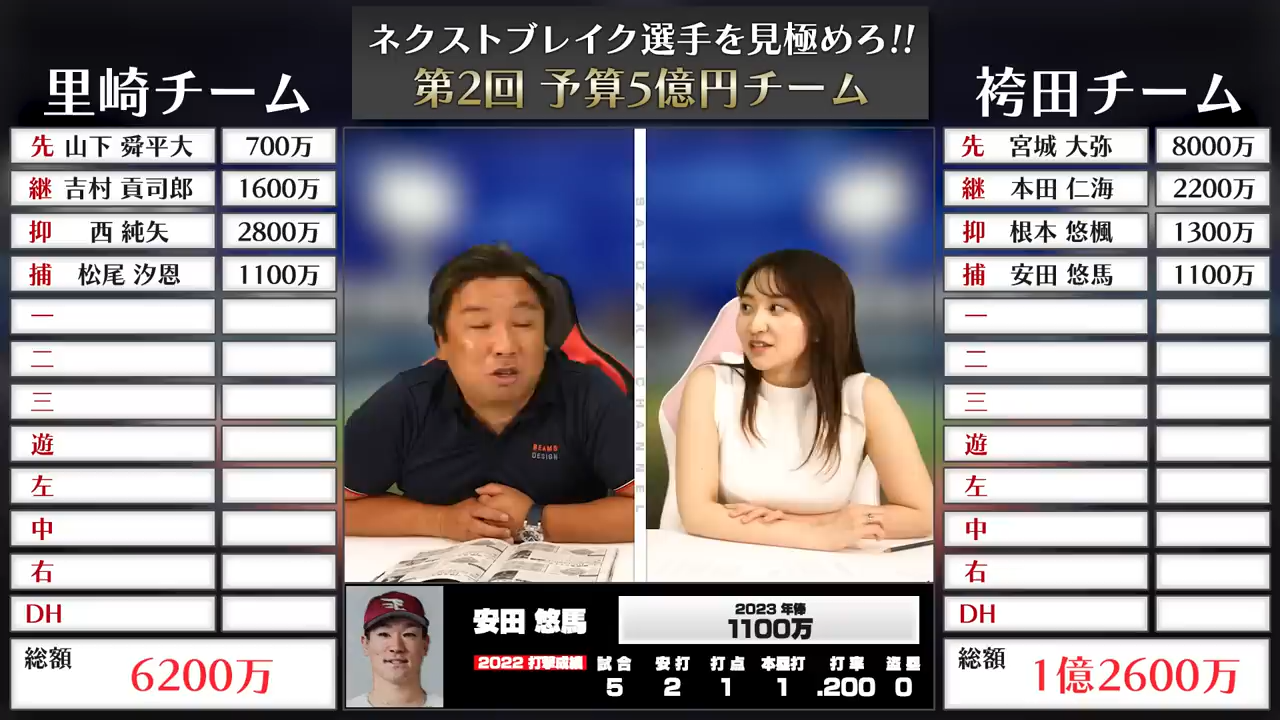 ネクストブレイク選手を見極めろ!!
第2回 予算5億円チーム
里崎チーム
先 山下 舜平大 700万
継 吉村 貢司郎 1600万
抑 西 純矢 2800万
捕 松尾 汐恩 1100万
一
二
三
遊
左
中
右
DH
総額 6200万
袴田チーム
先 宮城 大弥 8000万
継 本田 仁海 2200万
抑 根本 悠楓 1300万
捕 安田 悠馬 1100万
一
二
三
遊
左
中
右
DH
総額 1億2600万
SATOZAKI CHANNEL
BEAMS
DESIGN
安田 悠馬
2023 年俸
1100万
2022 打撃成績 試合 安打 打点 本塁打 打率 盗塁
5 2 1 1 .200 0